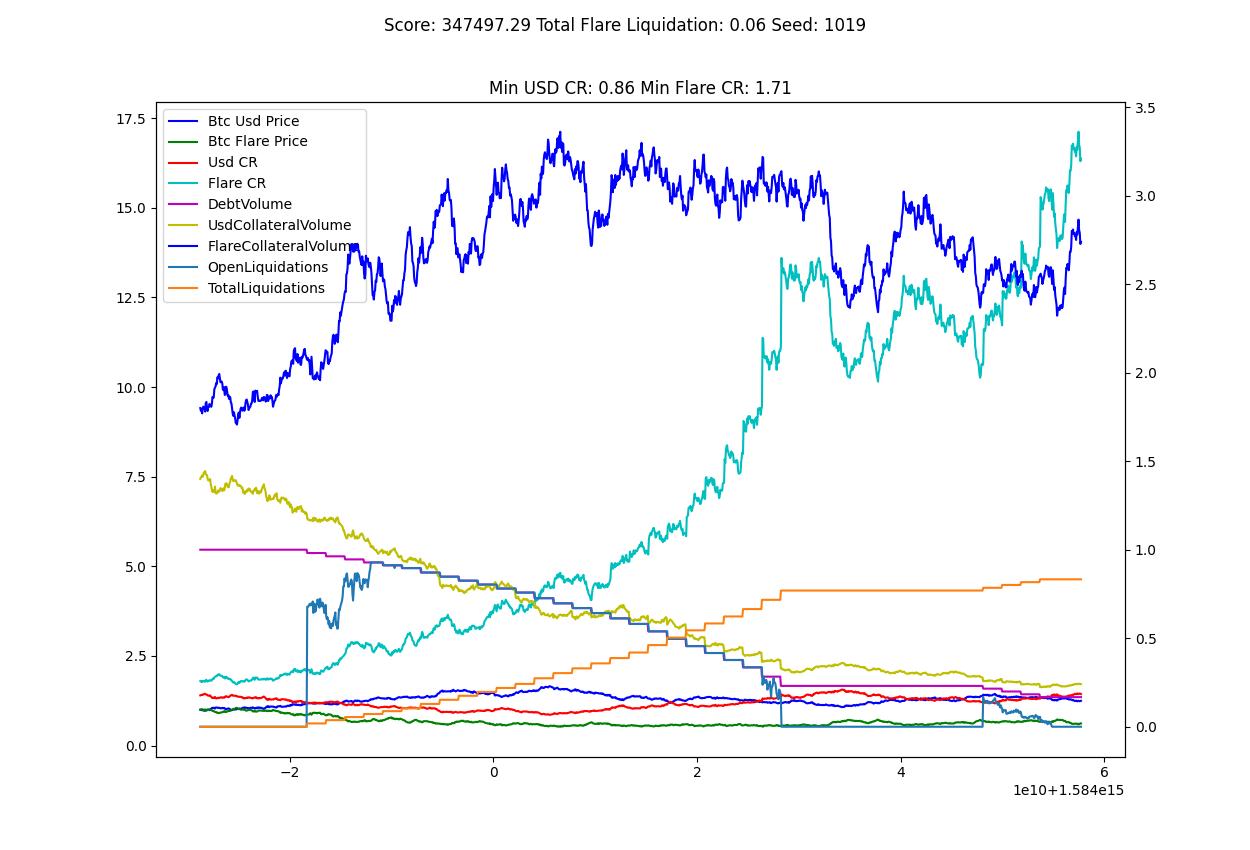 Score: 347497.29 Total Flare Liquidation: 0.06 Seed: 1019
Min USD CR: 0.86 Min Flare CR: 1.71
Btc Usd Price
Btc Flare Price
Usd CR
Flare CR
DebtVolume
UsdCollateralVolume
FlareCollateralVolume
OpenLiquidations
TotalLiquidations
17.5
15.0
12.5
10.0
7.5
5.0
2.5
0.0
3.5
3.0
2.5
2.0
1.5
1.0
0.5
0.0
−2
0
2
4
6
1e10+1.584e15